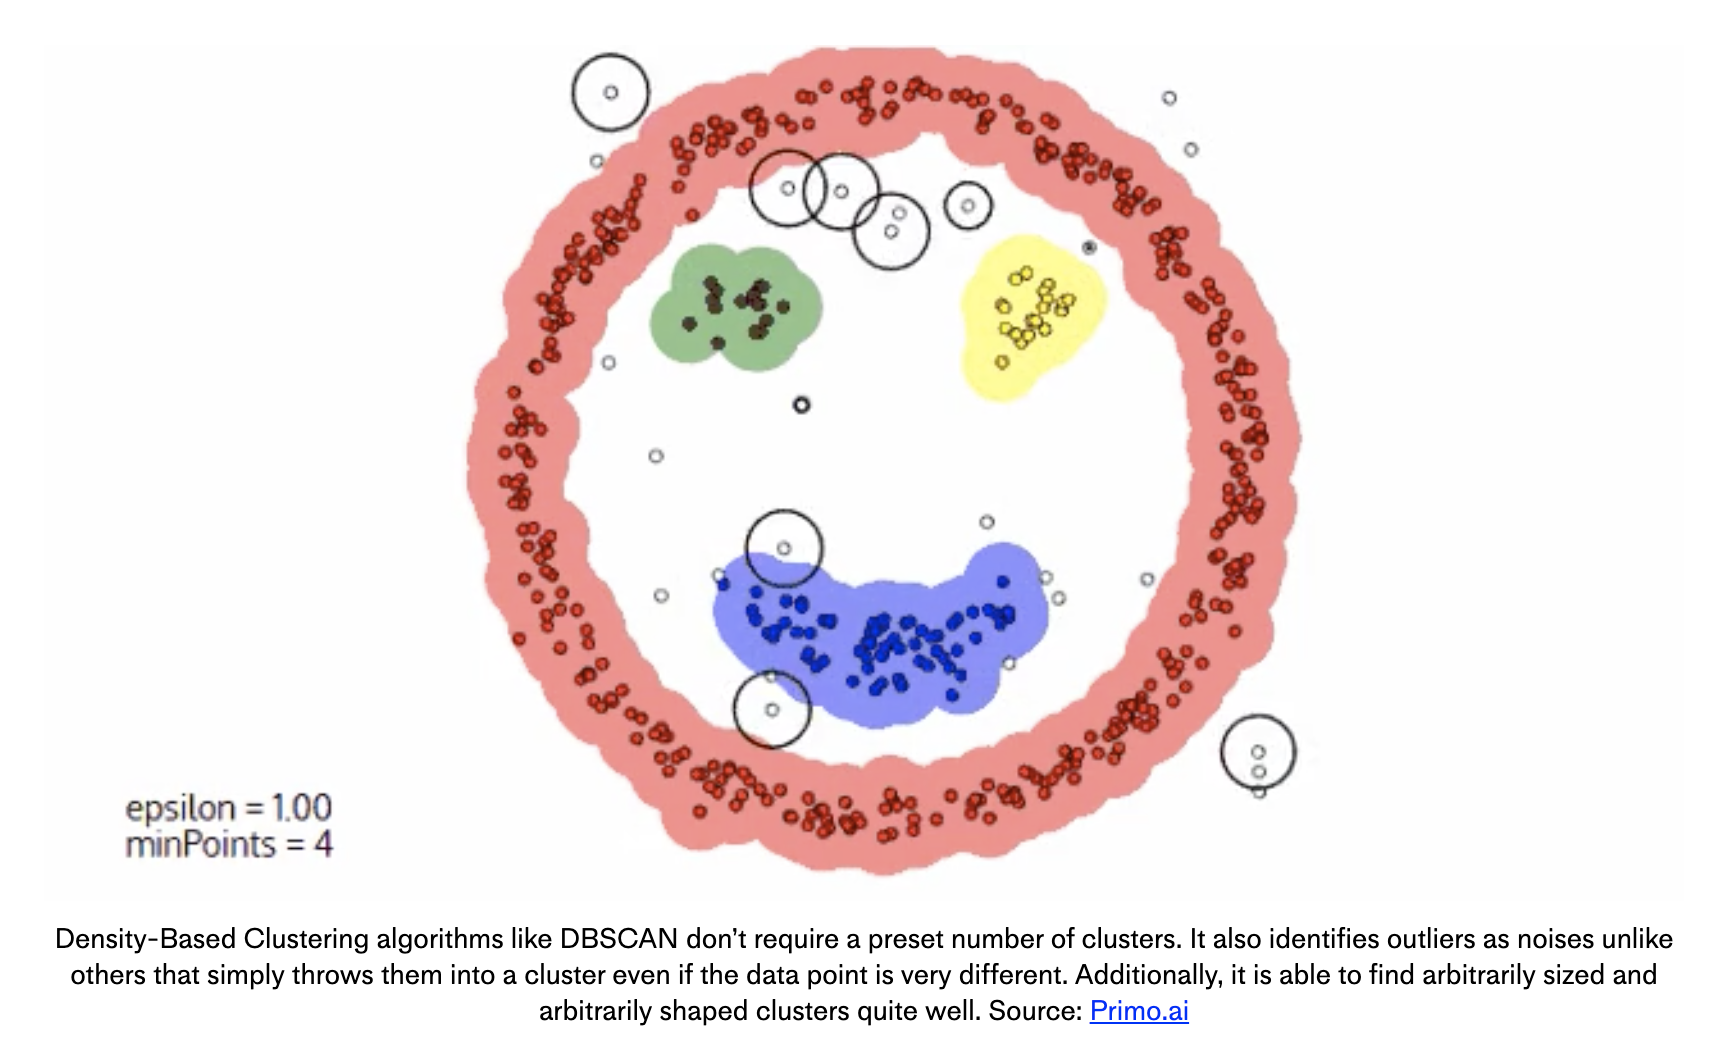 epsilon = 1.00
minPoints = 4
Density-Based Clustering algorithms like DBSCAN don’t require a preset number of clusters. It also identifies outliers as noises unlike
others that simply throws them into a cluster even if the data point is very different. Additionally, it is able to find arbitrarily sized and
arbitrarily shaped clusters quite well. Source: Primo.ai